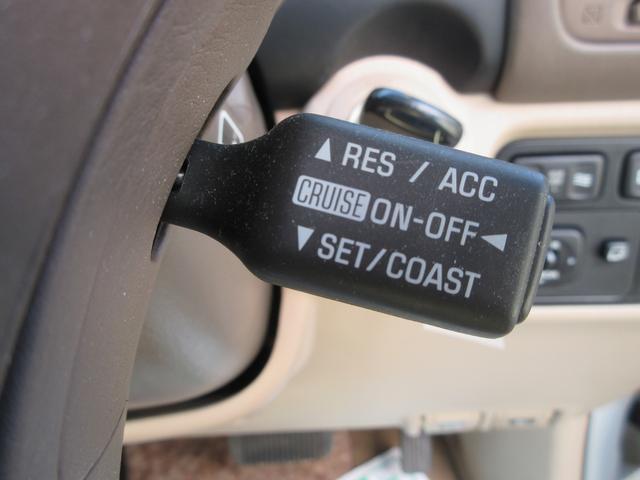 ▲ RES / ACC
CRUISE ON-OFF ◄
▼ SET/COAST